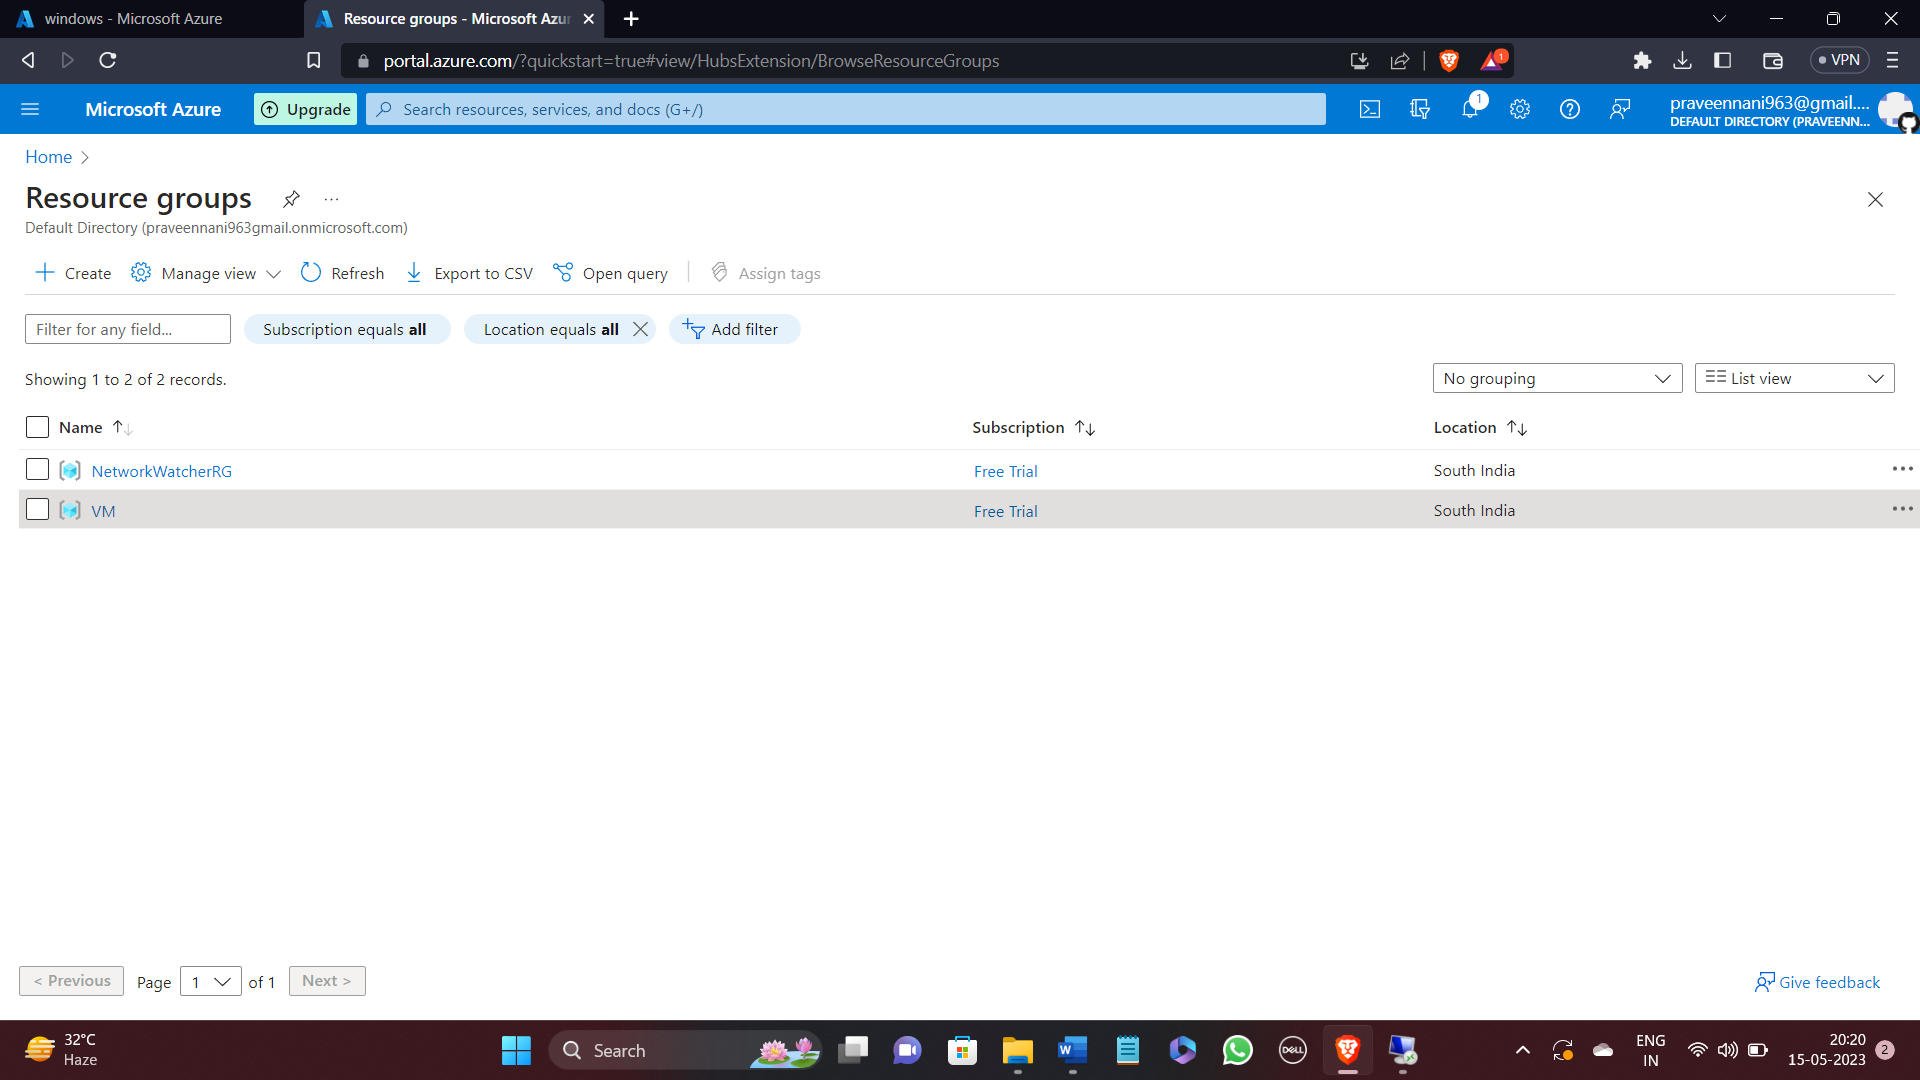 windows - Microsoft Azure
Resource groups - Microsoft Azu
portal.azure.com/?quickstart=true#view/HubsExtension/BrowseResourceGroups
1
VPN
Microsoft Azure
Upgrade
Search resources, services, and docs (G+/)
1
praveennani963@gmail....
DEFAULT DIRECTORY (PRAVEENN...
Home
Resource groups
...
Default Directory (praveennani963gmail.onmicrosoft.com)
Create
Manage view
Refresh
Export to CSV
Open query
Assign tags
Filter for any field...
Subscription equals all
Location equals all
Add filter
Showing 1 to 2 of 2 records.
No grouping
List view
Name
Subscription
Location
NetworkWatcherRG
Free Trial
South India
VM
Free Trial
South India
< Previous
Page
1
of 1
Next >
Give feedback
32°C
Haze
Search
DELL
ENG
IN
20:20
15-05-2023
2